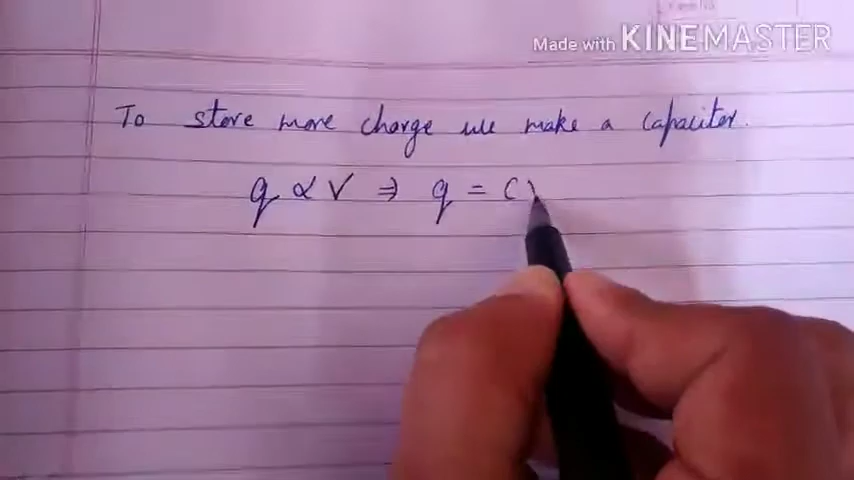 Made with KINEMASTER
To store more charge we make a capacitor.
q ∝ V ⇒ q = C